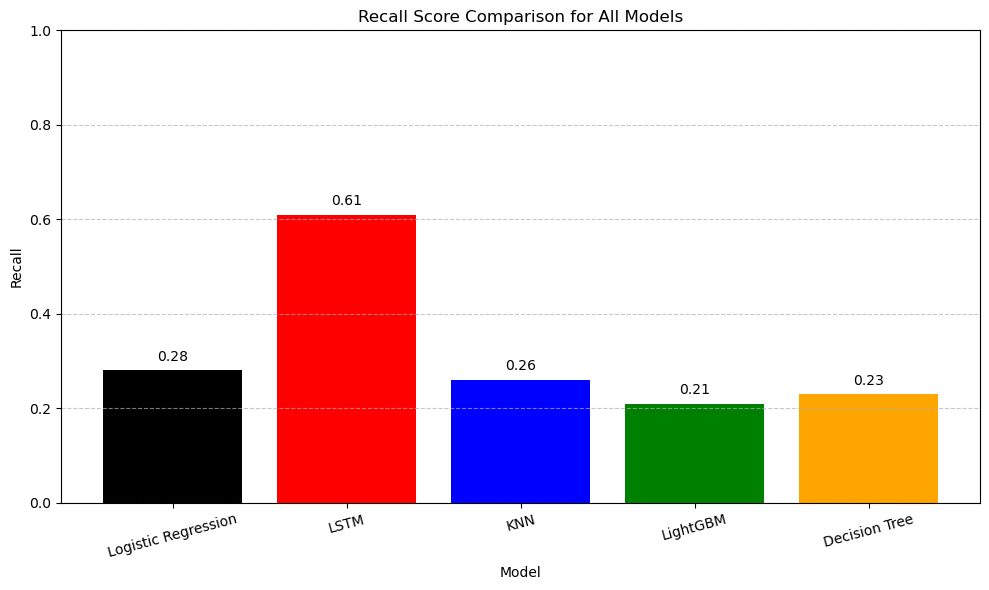 Recall Score Comparison for All Models
1.0
0.8
0.6
0.4
0.2
0.0
Recall
0.28
0.61
0.26
0.21
0.23
Logistic Regression
LSTM
KNN
LightGBM
Decision Tree
Model